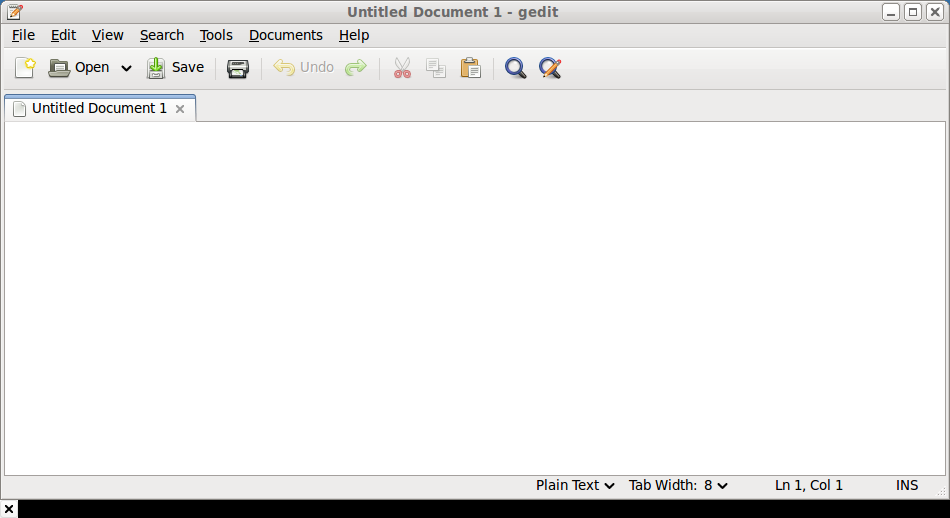 Untitled Document 1 - gedit
File Edit View Search Tools Documents Help
Open Save Undo
Untitled Document 1
Plain Text Tab Width: 8 Ln 1, Col 1 INS